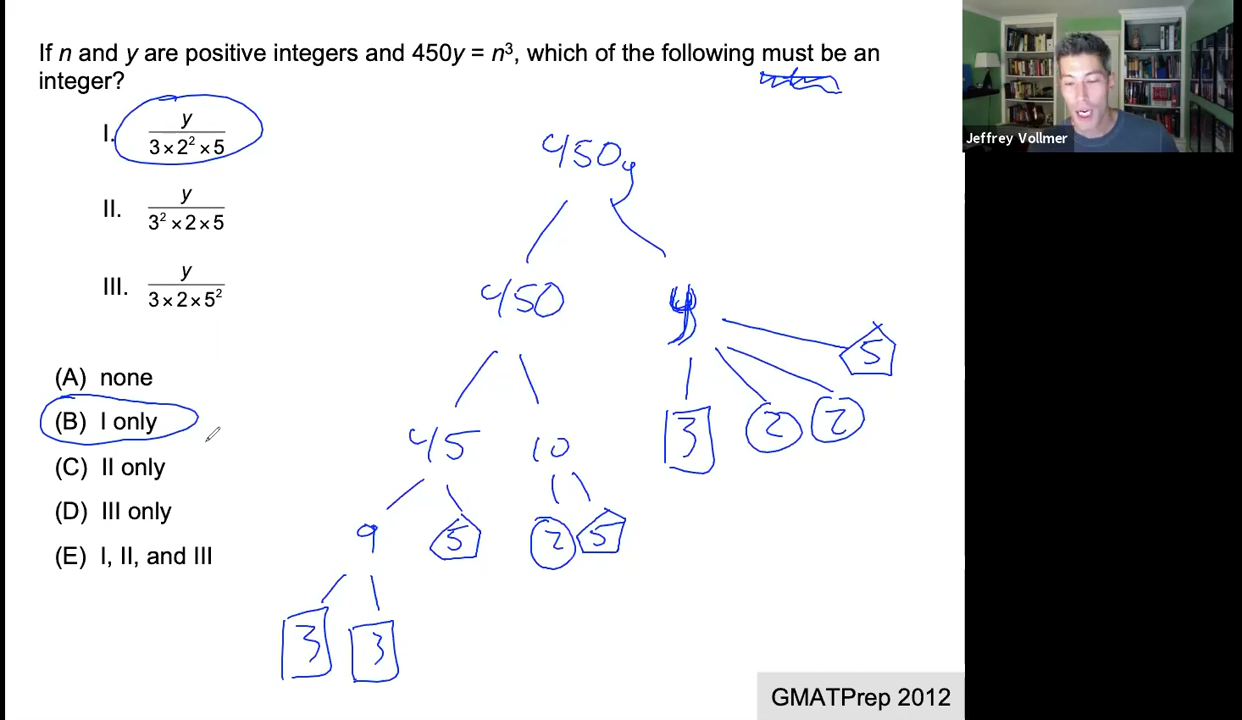 If n and y are positive integers and 450y = n³, which of the following must be an
integer?
I. y / 3 × 2² × 5
II. y / 3² × 2 × 5
III. y / 3 × 2 × 5²
(A) none
(B) I only
(C) II only
(D) III only
(E) I, II, and III
450y
450 y
5
45 10 3 2 2
9 5 2 5
3 3
Jeffrey Vollmer
GMATPrep 2012